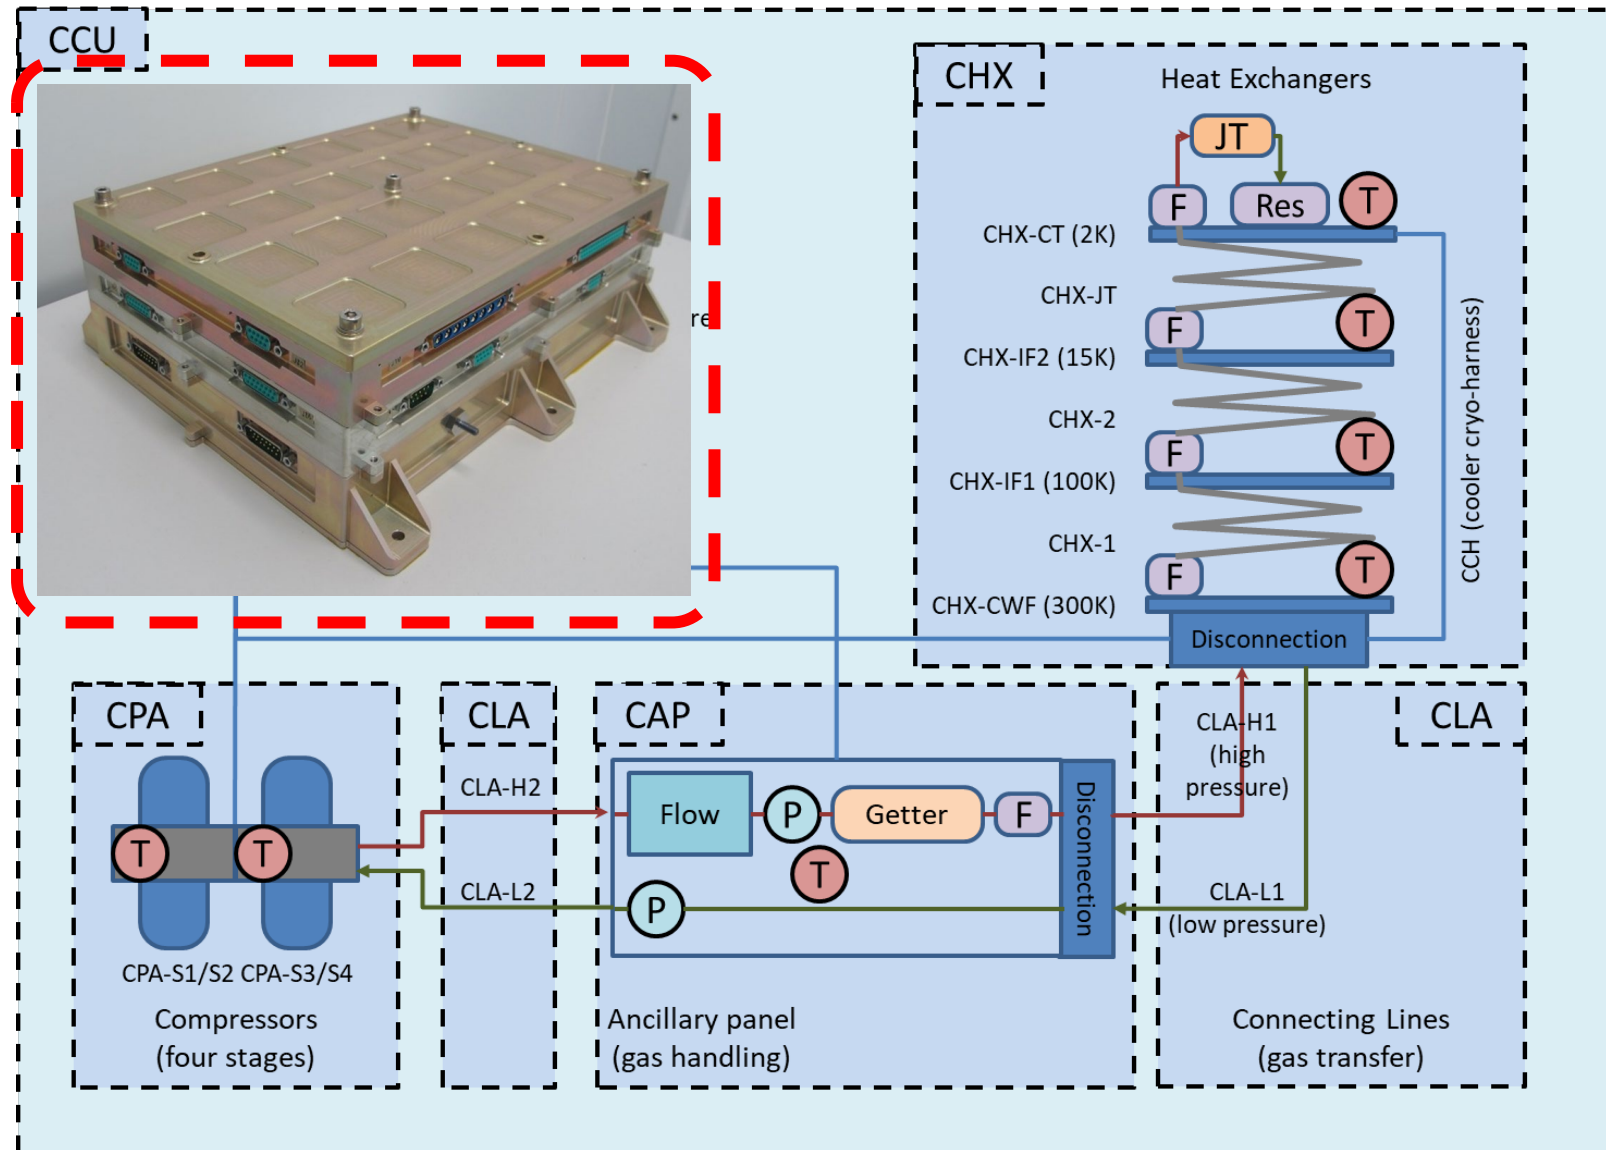 CCU
re
CHX
Heat Exchangers
JT
F
Res
T
CHX-CT (2K)
CHX-JT
F
T
CHX-IF2 (15K)
CHX-2
F
T
CHX-IF1 (100K)
CHX-1
F
T
CHX-CWF (300K)
Disconnection
CCH (cooler cryo-harness)
CPA
T
T
CPA-S1/S2
CPA-S3/S4
Compressors
(four stages)
CLA
CLA-H2
CLA-L2
CAP
Flow
P
Getter
F
T
P
Disconnection
Ancillary panel
(gas handling)
CLA
CLA-H1
(high
pressure)
CLA-L1
(low pressure)
Connecting Lines
(gas transfer)